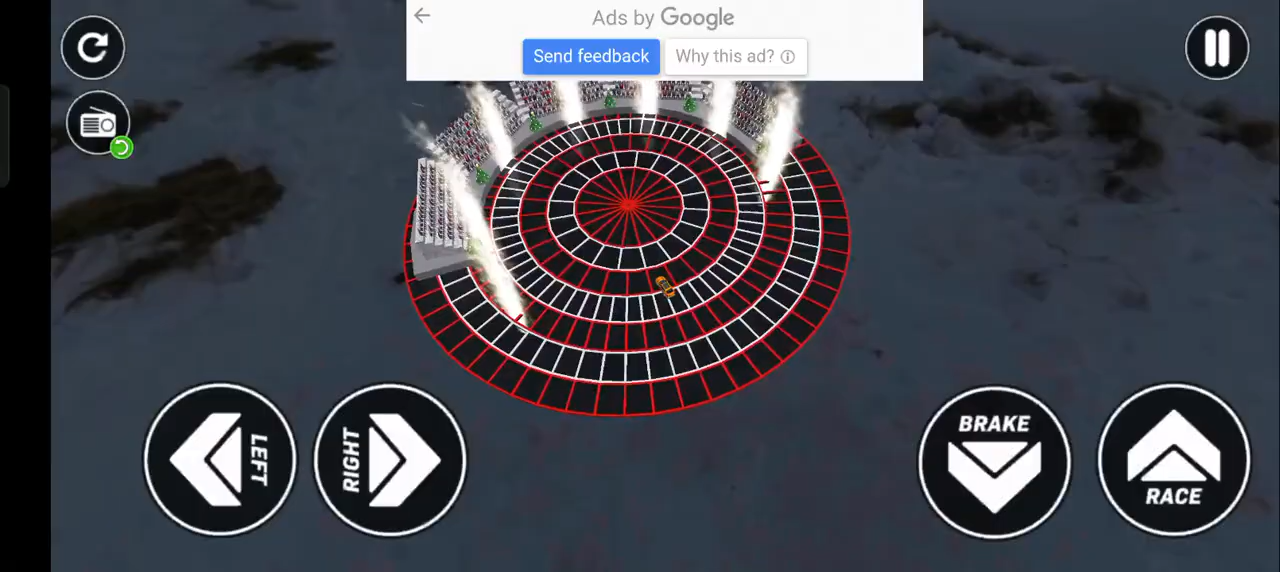 Ads by Google
Send feedback
Why this ad?
LEFT
RIGHT
BRAKE
RACE